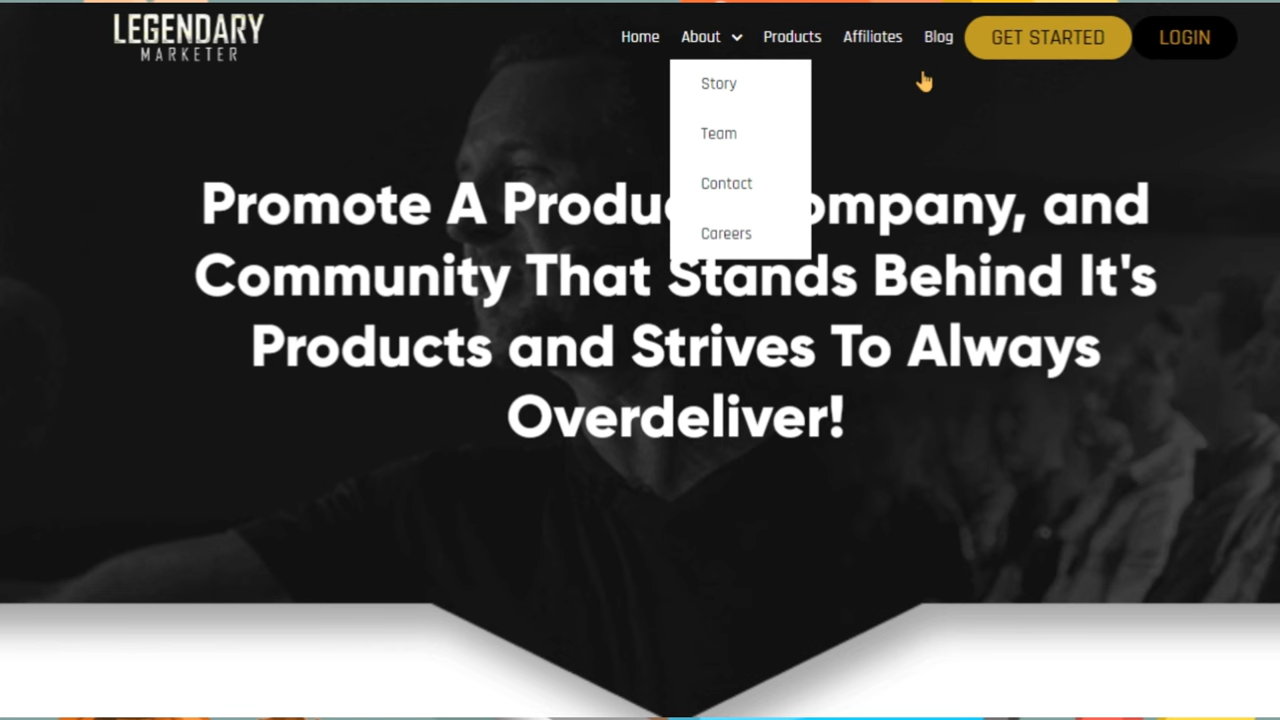 LEGENDARY
MARKETER
Home About Products Affiliates Blog GET STARTED LOGIN
Story
Team
Contact
Careers
Promote A Produ ompany, and
Community That Stands Behind It's
Products and Strives To Always
Overdeliver!